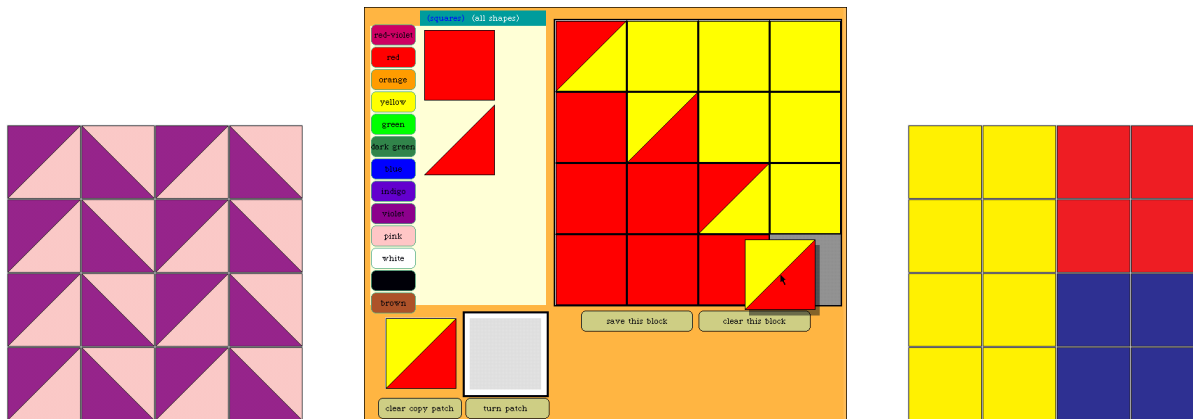 (squares) (all shapes)
red-violet
red
orange
yellow
green
dark green
blue
indigo
violet
pink
white
brown
save this block
clear this block
clear copy patch
turn patch